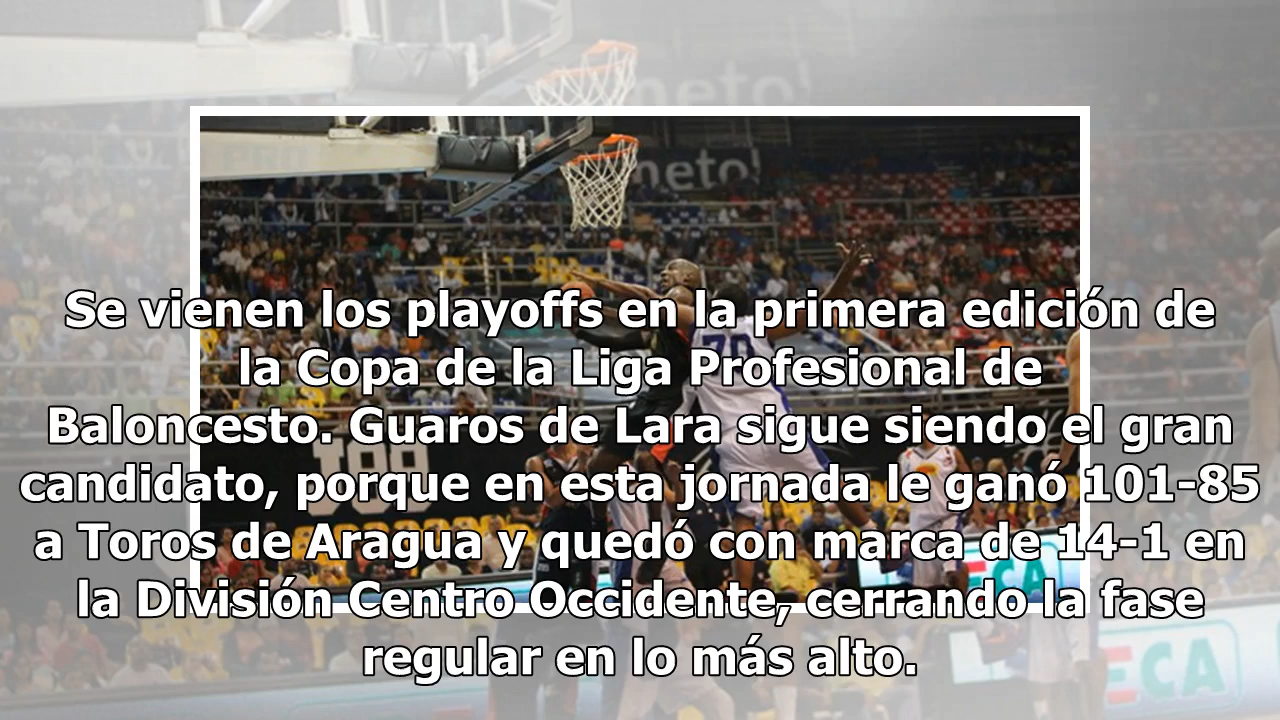 neto!
Se vienen los playoffs en la primera edición de
la Copa de la Liga Profesional de
Baloncesto. Guaros de Lara sigue siendo el gran
candidato, porque en esta jornada le ganó 101-85
a Toros de Aragua y quedó con marca de 14-1 en
la División Centro Occidente, cerrando la fase
regular en lo más alto.
ECA